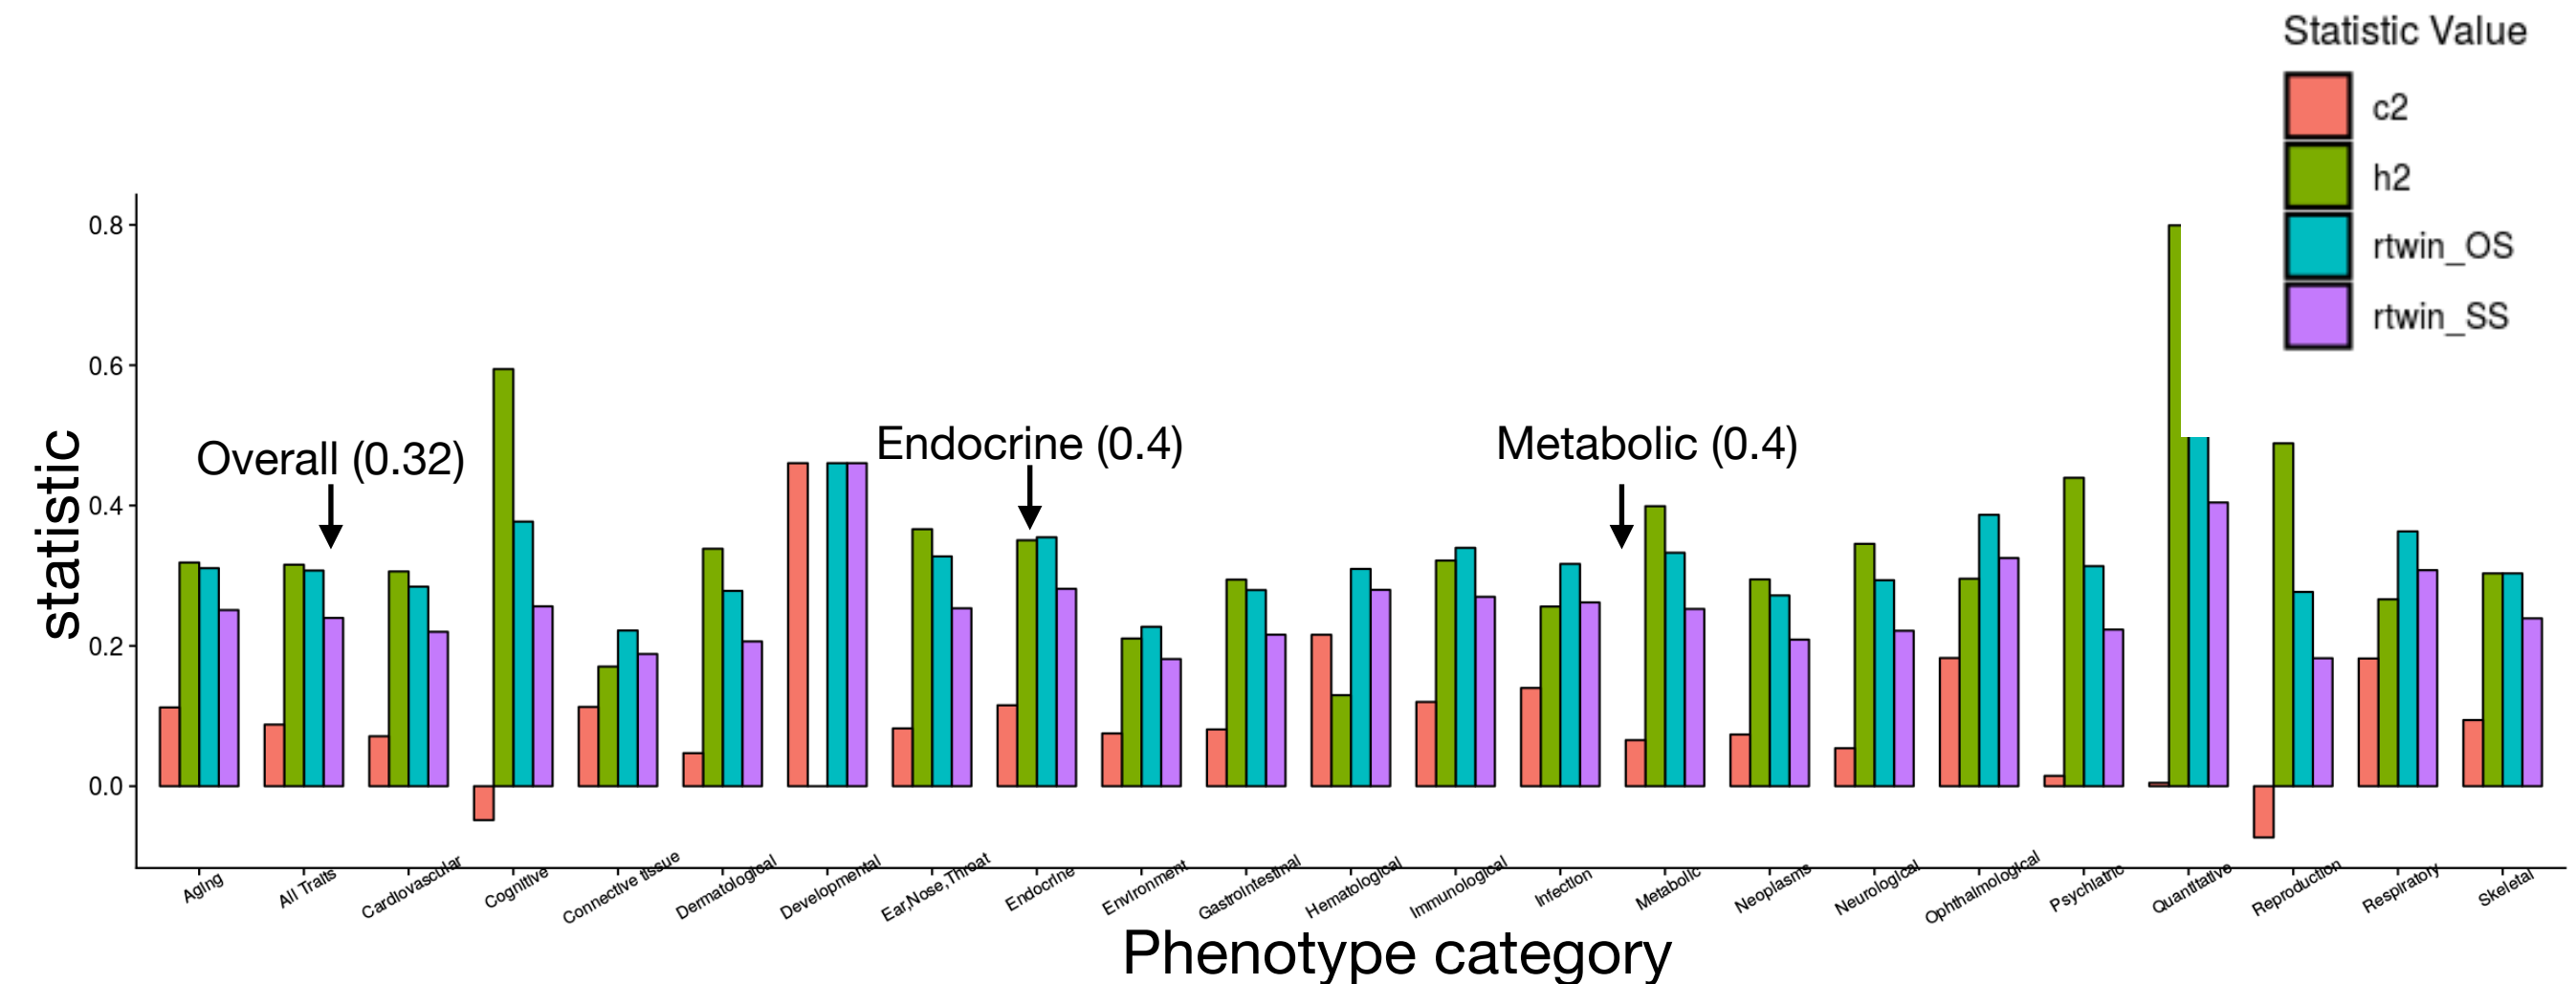 Statistic Value
c2
h2
rtwin_OS
rtwin_SS
0.8
0.6
0.4
0.2
0.0
statistic
Overall (0.32)
Endocrine (0.4)
Metabolic (0.4)
Aging
All Traits
Cardiovascular
Cognitive
Connective tissue
Dermatological
Developmental
Ear,Nose,Throat
Endocrine
Environment
Gastrointestinal
Hematological
Immunological
Infection
Metabolic
Neoplasms
Neurological
Ophthalmological
Psychiatric
Quantitative
Reproduction
Respiratory
Skeletal
Phenotype category